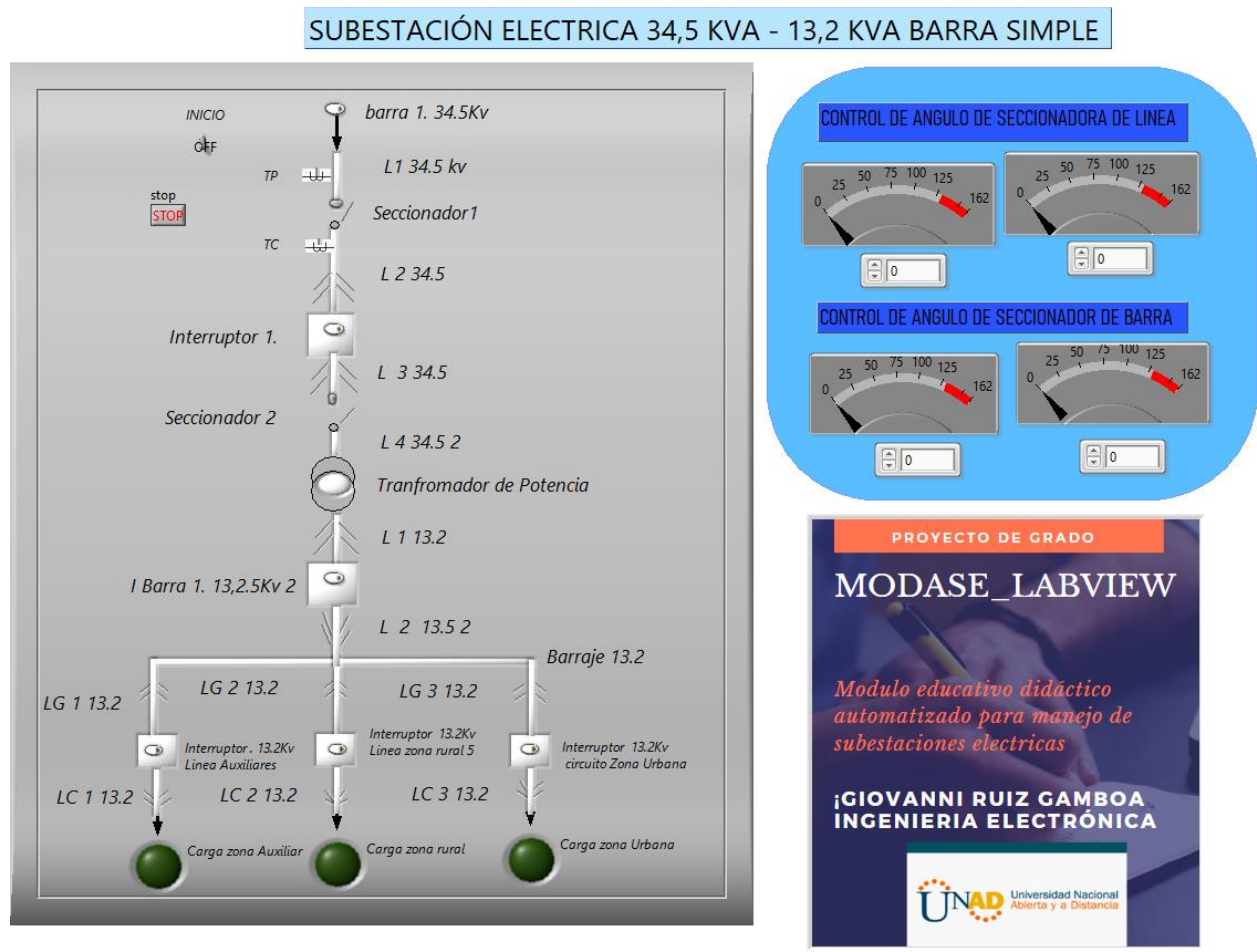 SUBESTACIÓN ELECTRICA 34,5 KVA - 13,2 KVA BARRA SIMPLE
INICIO
OFF
stop
STOP
barra 1. 34.5Kv
L1 34.5 kv
TP
Seccionador1
TC
L 2 34.5
Interruptor 1.
L 3 34.5
Seccionador 2
L 4 34.5 2
Tranfromador de Potencia
L 1 13.2
I Barra 1. 13,2.5Kv 2
L 2 13.5 2
Barraje 13.2
LG 1 13.2
LG 2 13.2
LG 3 13.2
Interruptor . 13.2Kv
Linea Auxiliares
Interruptor 13.2Kv
Linea zona rural 5
Interruptor 13.2Kv
circuito Zona Urbana
LC 1 13.2
LC 2 13.2
LC 3 13.2
Carga zona Auxiliar
Carga zona rural
Carga zona Urbana
CONTROL DE ANGULO DE SECCIONADORA DE LINEA
0 25 50 75 100 125 162
0
0 25 50 75 100 125 162
0
CONTROL DE ANGULO DE SECCIONADOR DE BARRA
0 25 50 75 100 125 162
0
0 25 50 75 100 125 162
0
PROYECTO DE GRADO
MODASE_LABVIEW
Modulo educativo didáctico
automatizado para manejo de
subestaciones electricas
¡GIOVANNI RUIZ GAMBOA
INGENIERIA ELECTRÓNICA
UNAD
Universidad Nacional
Abierta y a Distancia